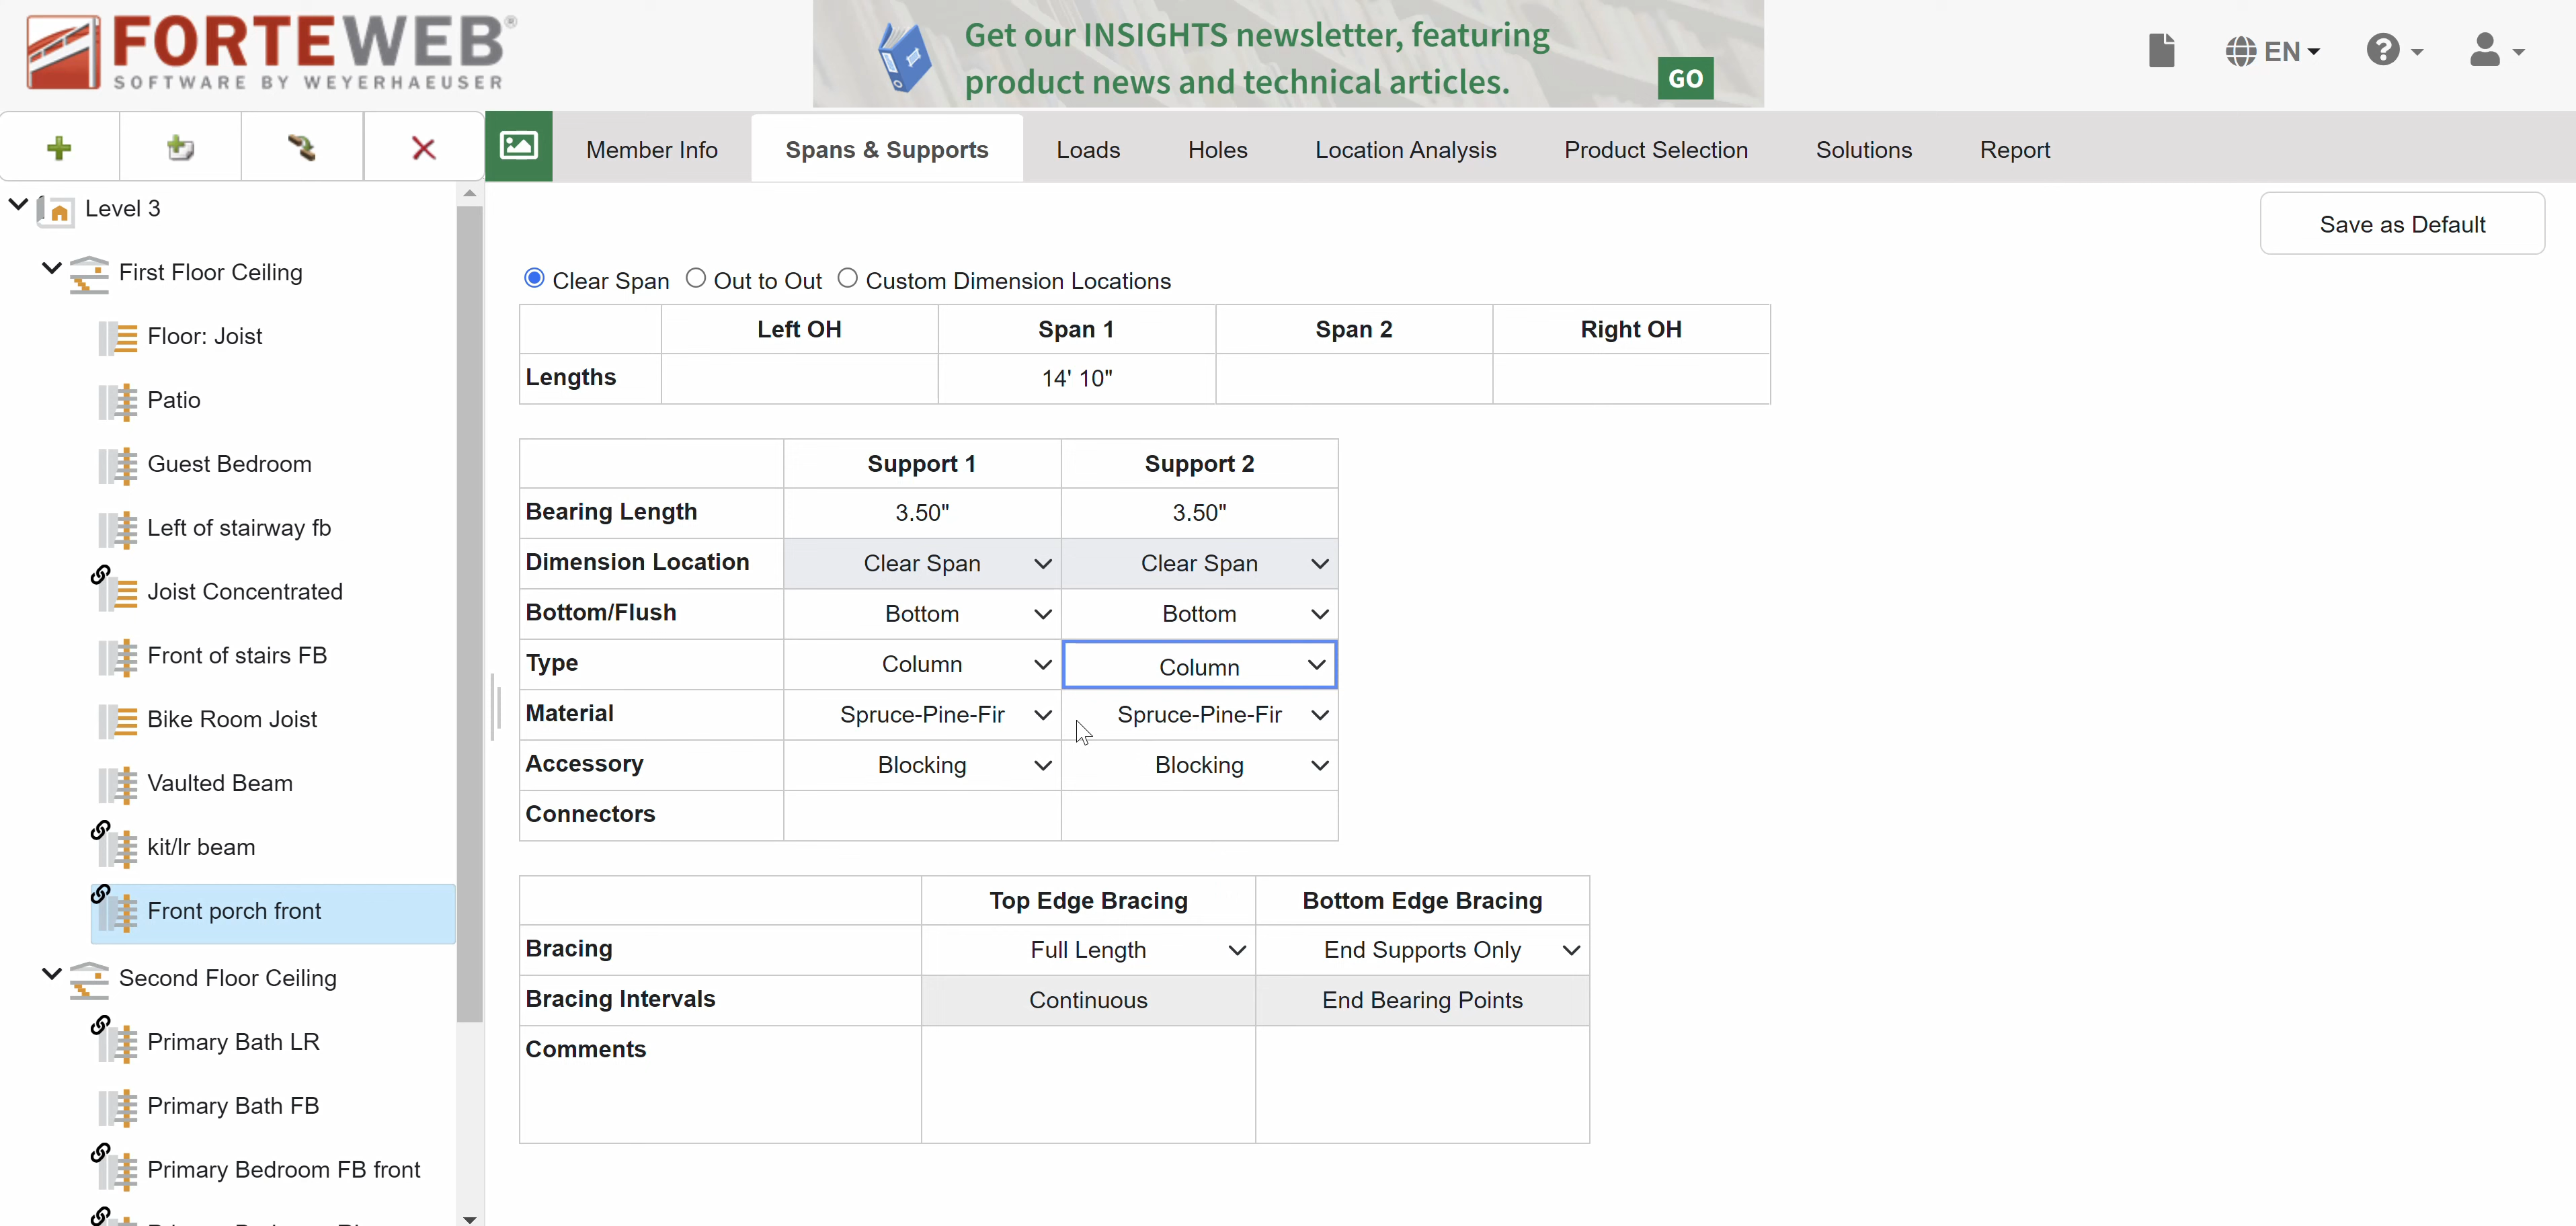 FORTEWEB®
SOFTWARE BY WEYERHAEUSER
Get our INSIGHTS newsletter, featuring
product news and technical articles.
GO
EN
Member Info
Spans & Supports
Loads
Holes
Location Analysis
Product Selection
Solutions
Report
Level 3
First Floor Ceiling
Floor: Joist
Patio
Guest Bedroom
Left of stairway fb
Joist Concentrated
Front of stairs FB
Bike Room Joist
Vaulted Beam
kit/lr beam
Front porch front
Second Floor Ceiling
Primary Bath LR
Primary Bath FB
Primary Bedroom FB front
Save as Default
Clear Span Out to Out Custom Dimension Locations
Left OH Span 1 Span 2 Right OH
Lengths 14' 10"
Support 1 Support 2
Bearing Length 3.50" 3.50"
Dimension Location Clear Span Clear Span
Bottom/Flush Bottom Bottom
Type Column Column
Material Spruce-Pine-Fir Spruce-Pine-Fir
Accessory Blocking Blocking
Connectors
Top Edge Bracing Bottom Edge Bracing
Bracing Full Length End Supports Only
Bracing Intervals Continuous End Bearing Points
Comments